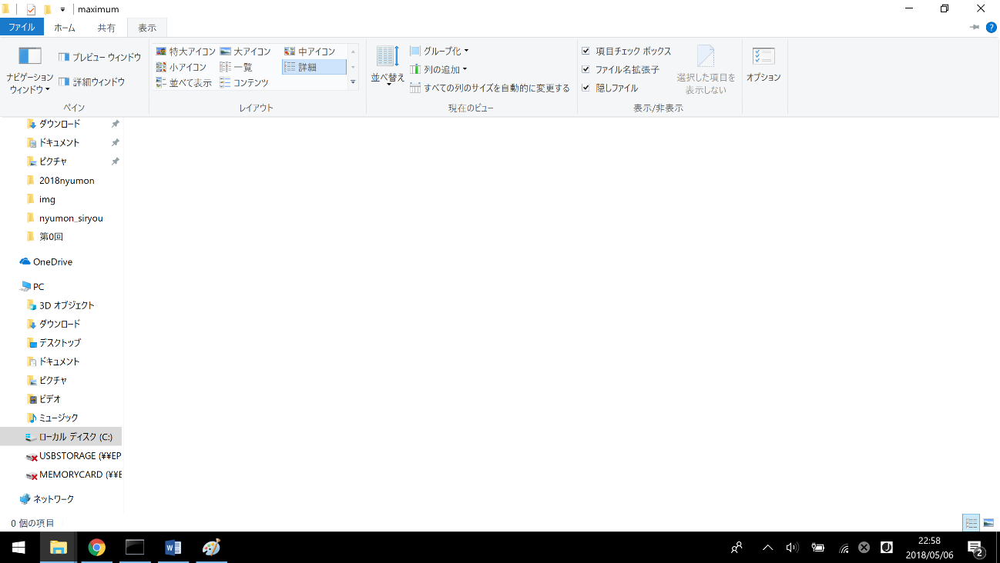 maximum
ファイル ホーム 共有 表示
ナビゲーション ウィンドウ
プレビュー ウィンドウ
詳細ウィンドウ
ペイン
特大アイコン 大アイコン 中アイコン
小アイコン 一覧 詳細
並べて表示 コンテンツ
レイアウト
並べ替え
グループ化
列の追加
すべての列のサイズを自動的に変更する
現在のビュー
項目チェック ボックス
ファイル名拡張子
隠しファイル
選択した項目を
表示しない
表示/非表示
オプション
ダウンロード
ドキュメント
ピクチャ
2018nyumon
img
nyumon_siryou
第0回
OneDrive
PC
3D オブジェクト
ダウンロード
デスクトップ
ドキュメント
ピクチャ
ビデオ
ミュージック
ローカル ディスク (C:)
USBSTORAGE (¥¥EP
MEMORYCARD (¥¥E
ネットワーク
0 個の項目
22:58
2018/05/06
2